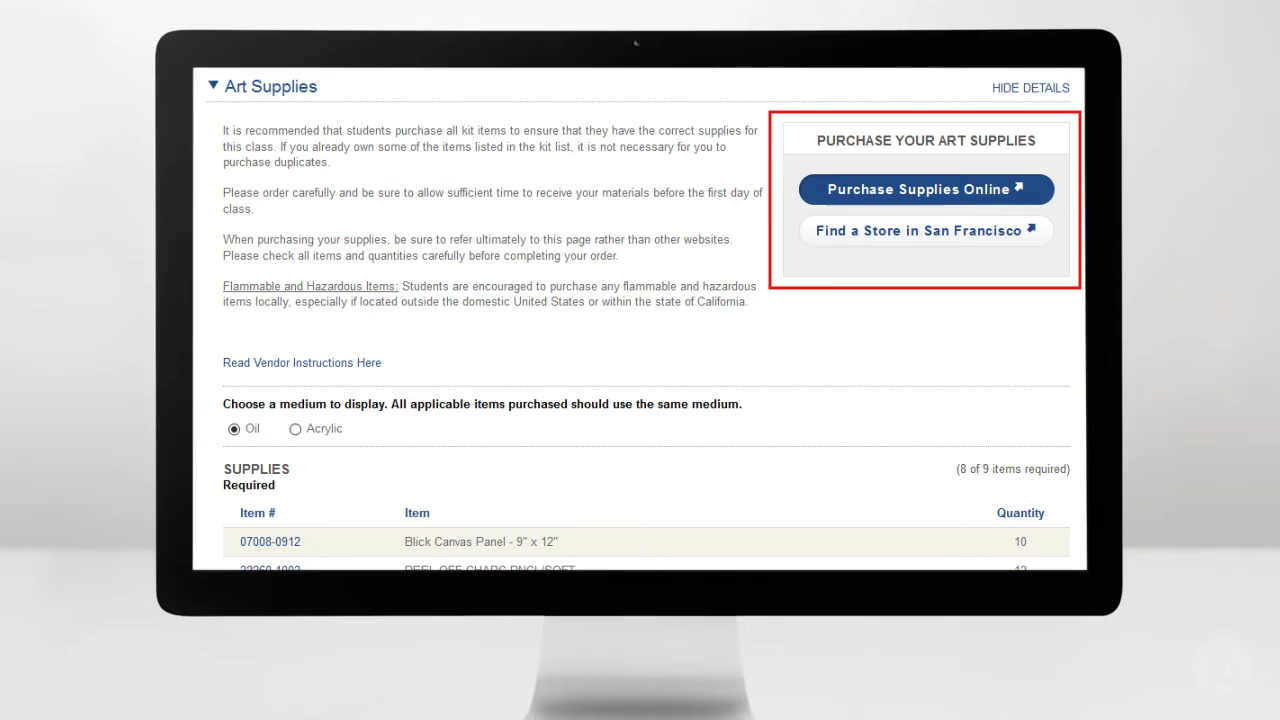 Art Supplies
HIDE DETAILS
It is recommended that students purchase all kit items to ensure that they have the correct supplies for
this class. If you already own some of the items listed in the kit list, it is not necessary for you to
purchase duplicates.
Please order carefully and be sure to allow sufficient time to receive your materials before the first day of
class.
When purchasing your supplies, be sure to refer ultimately to this page rather than other websites.
Please check all items and quantities carefully before completing your order.
Flammable and Hazardous Items: Students are encouraged to purchase any flammable and hazardous
items locally, especially if located outside the domestic United States or within the state of California.
PURCHASE YOUR ART SUPPLIES
Purchase Supplies Online
Find a Store in San Francisco
Read Vendor Instructions Here
Choose a medium to display. All applicable items purchased should use the same medium.
Oil Acrylic
SUPPLIES (8 of 9 items required)
Required
Item # Item Quantity
07008-0912 Blick Canvas Panel - 9" x 12" 10